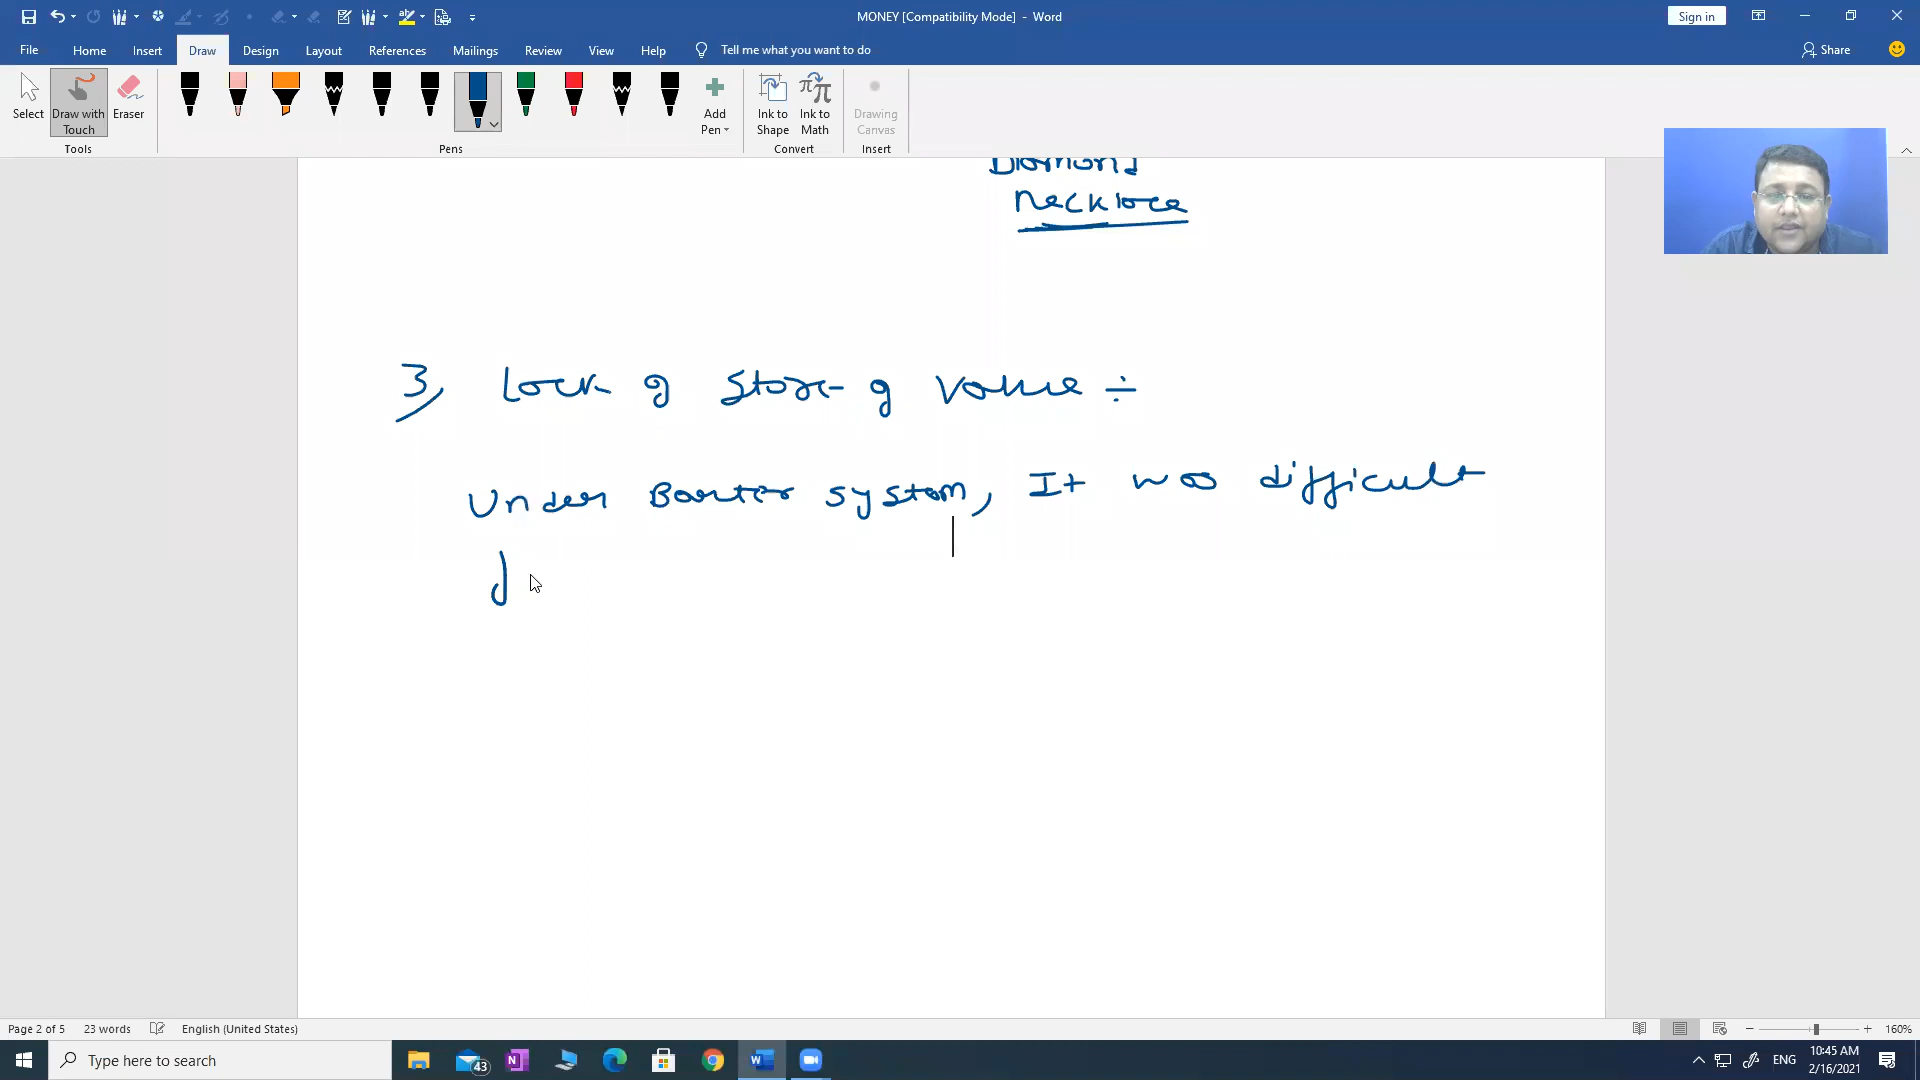 MONEY [Compatibility Mode] - Word
Sign in
File Home Insert Draw Design Layout References Mailings Review View Help Tell me what you want to do Share
Select Draw with Touch Eraser
Add Pen
Ink to Shape Ink to Math
Drawing Canvas
Tools Pens Convert Insert
Diamond
Necklace
3, Lack of Store of Value ÷
Under Barter system, It was difficult
f
Page 2 of 5 23 words English (United States) 160%
Type here to search 43 ENG 10:45 AM
2/16/2021